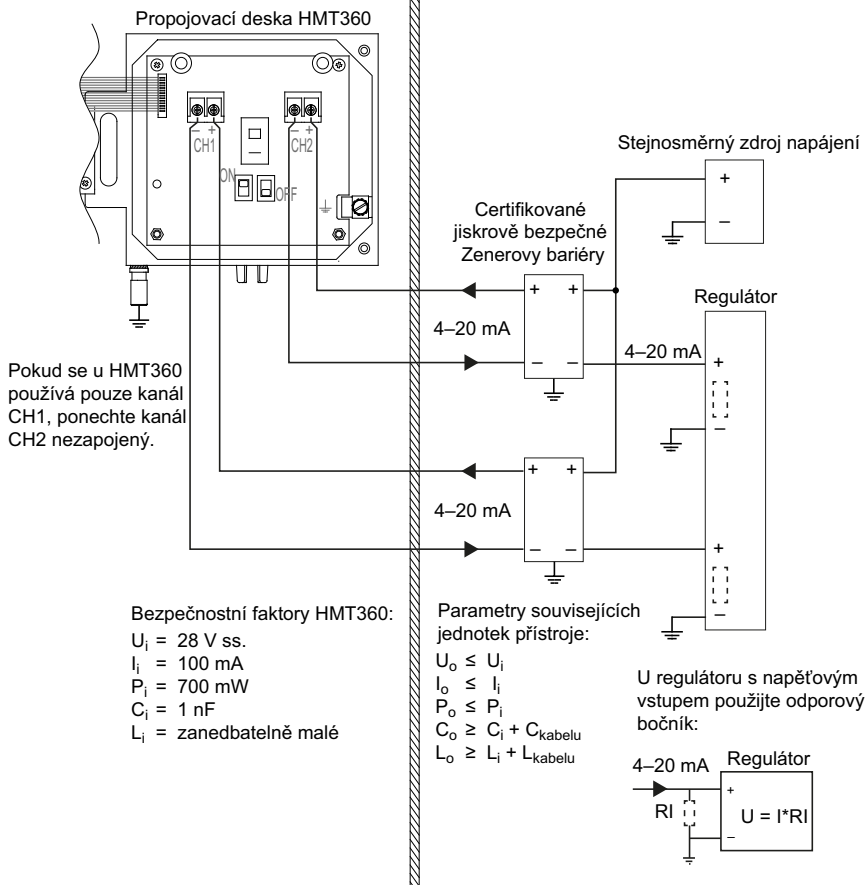 Propojovací deska HMT360
– +
CH1
– +
CH2
ON
OFF
Stejnosměrný zdroj napájení
+
–
Certifikované
jiskrově bezpečné
Zenerovy bariéry
+ +
4–20 mA
– –
Regulátor
4–20 mA
+
–
Pokud se u HMT360
používá pouze kanál
CH1, ponechte kanál
CH2 nezapojený.
+ +
4–20 mA
– –
+
–
Bezpečnostní faktory HMT360:
Ui = 28 V ss.
Ii = 100 mA
Pi = 700 mW
Ci = 1 nF
Li = zanedbatelně malé
Parametry souvisejících
jednotek přístroje:
Uo ≤ Ui
Io ≤ Ii
Po ≤ Pi
Co ≥ Ci + Ckabelu
Lo ≥ Li + Lkabelu
U regulátoru s napěťovým
vstupem použijte odporový
bočník:
4–20 mA
Regulátor
+
RI
U = I*RI
–